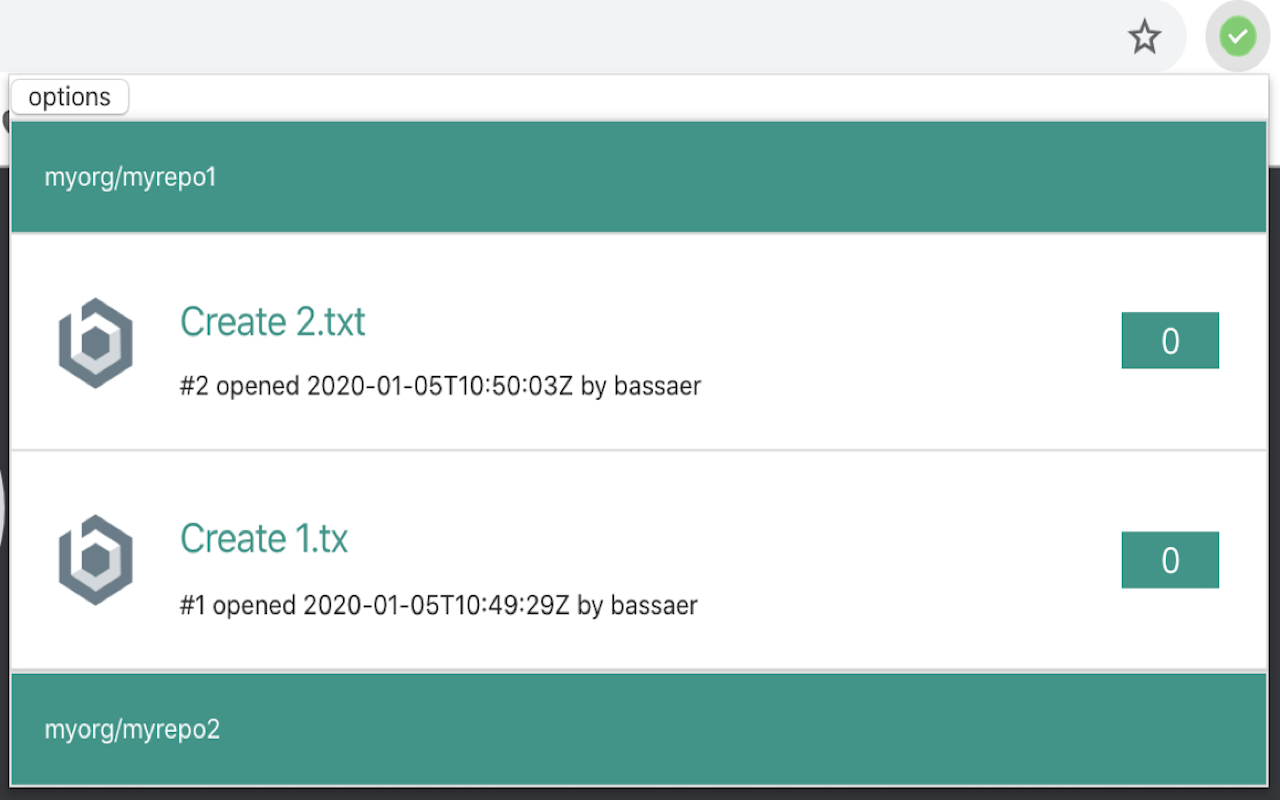 options
myorg/myrepo1
Create 2.txt
0
#2 opened 2020-01-05T10:50:03Z by bassaer
Create 1.tx
0
#1 opened 2020-01-05T10:49:29Z by bassaer
myorg/myrepo2